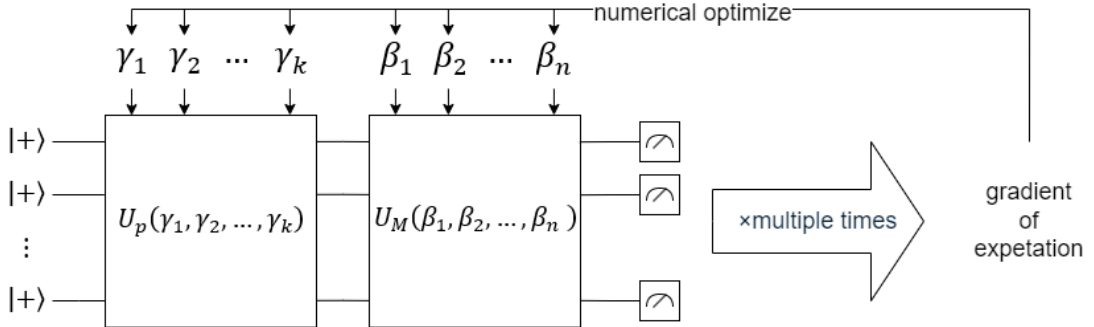 numerical optimize
γ₁ γ₂ ... γₖ β₁ β₂ ... βₙ
|+⟩
|+⟩
Uₚ(γ₁, γ₂, ..., γₖ) U_M(β₁, β₂, ..., βₙ)
⋮
|+⟩
×multiple times
gradient
of
expetation